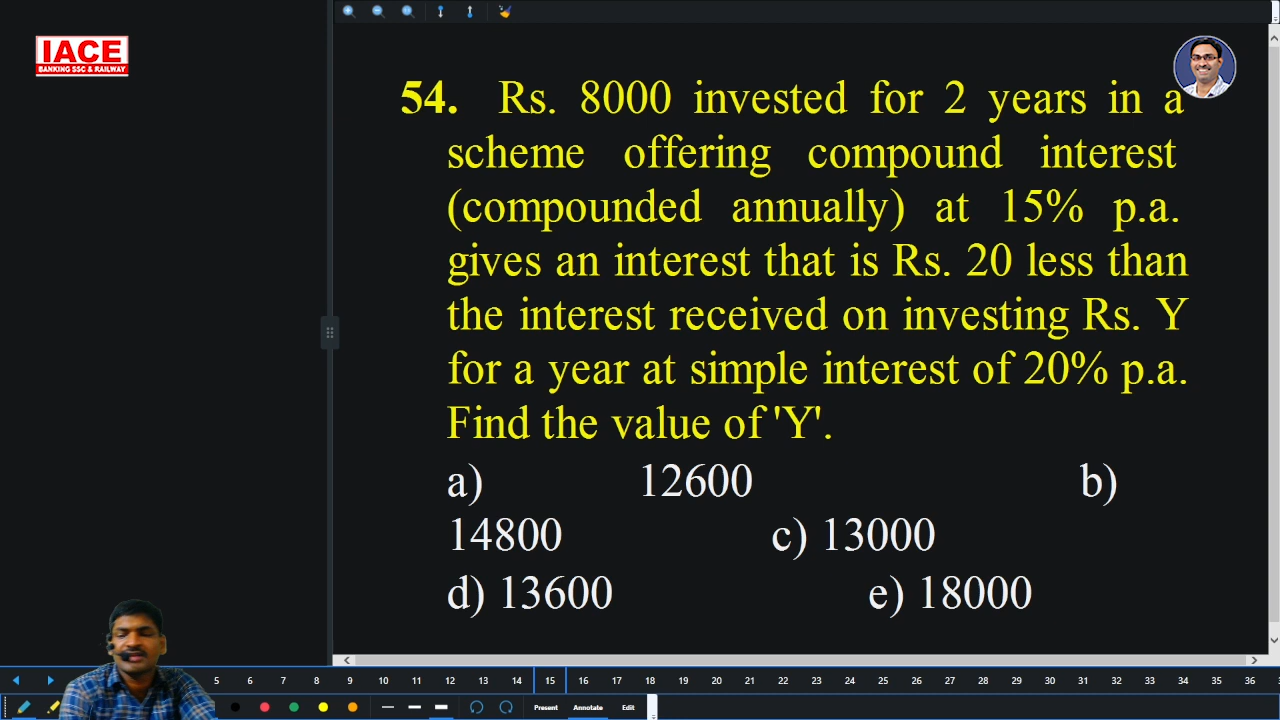 IACE
BANKING SSC & RAILWAY
54. Rs. 8000 invested for 2 years in a
scheme offering compound interest
(compounded annually) at 15% p.a.
gives an interest that is Rs. 20 less than
the interest received on investing Rs. Y
for a year at simple interest of 20% p.a.
Find the value of 'Y'.
a) 12600 b)
14800 c) 13000
d) 13600 e) 18000
5 6 7 8 9 10 11 12 13 14 15 16 17 18 19 20 21 22 23 24 25 26 27 28 29 30 31 32 33 34 35 36 3
Present Annotate Edit